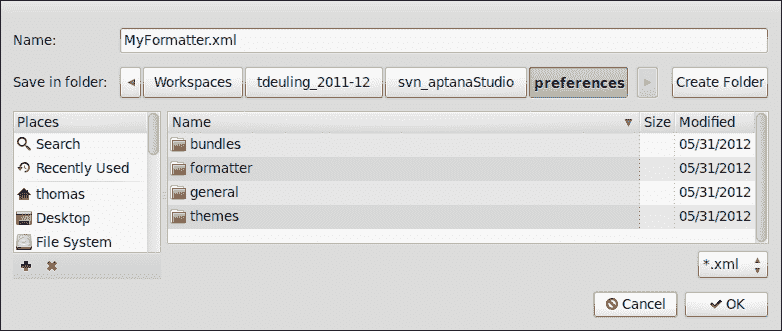 Name: MyFormatter.xml
Save in folder: Workspaces tdeuling_2011-12 svn_aptanaStudio preferences Create Folder
Places Name Size Modified
Search bundles 05/31/2012
Recently Used formatter 05/31/2012
thomas general 05/31/2012
Desktop themes 05/31/2012
File System
*.xml
Cancel OK